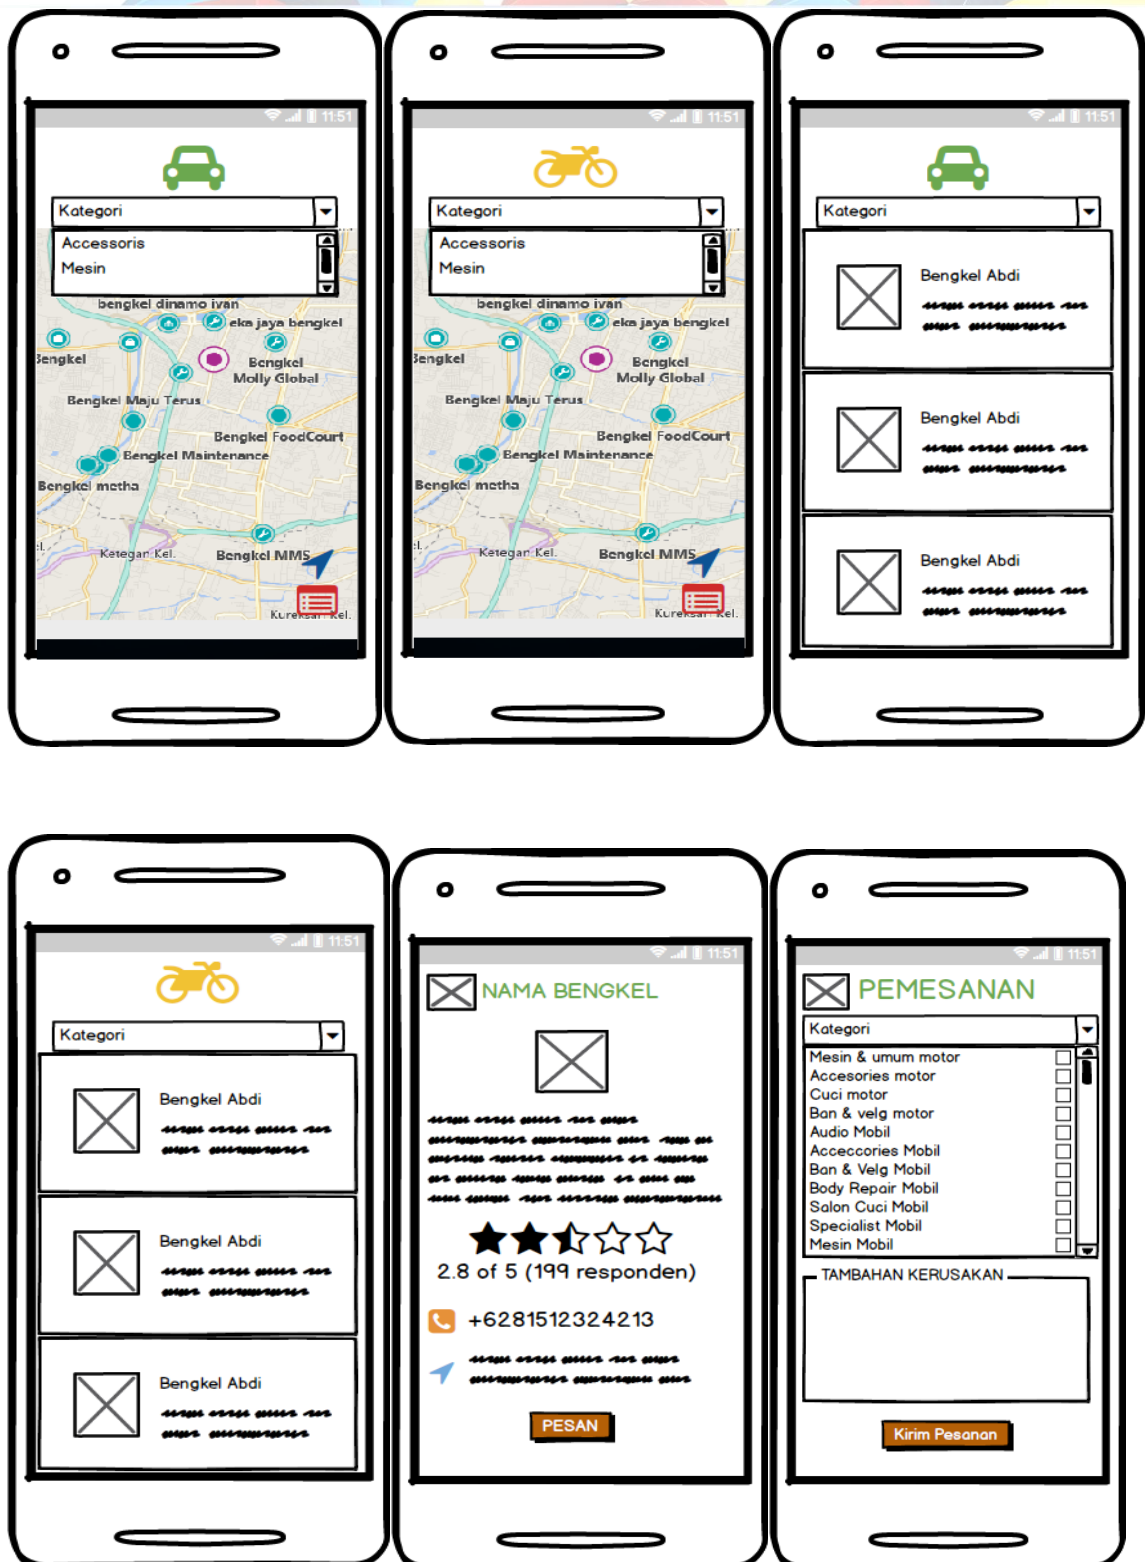 11:51
Kategori
Accessoris
Mesin
bengkel dinamo ivan
eka jaya bengkel
Bengkel
Bengkel
Molly Global
Bengkel Maju Terus
Bengkel FoodCourt
Bengkel Maintenance
Bengkel metha
Ketegan Kel.
Bengkel MMS
Kureksari Kel.
11:51
Kategori
Accessoris
Mesin
bengkel dinamo ivan
eka jaya bengkel
Bengkel
Bengkel
Molly Global
Bengkel Maju Terus
Bengkel FoodCourt
Bengkel Maintenance
Bengkel metha
Ketegan Kel.
Bengkel MMS
Kureksari Kel.
11:51
Kategori
Bengkel Abdi
Bengkel Abdi
Bengkel Abdi
11:51
Kategori
Bengkel Abdi
Bengkel Abdi
Bengkel Abdi
11:51
NAMA BENGKEL
2.8 of 5 (199 responden)
+6281512324213
PESAN
11:51
PEMESANAN
Kategori
Mesin & umum motor
Accesories motor
Cuci motor
Ban & velg motor
Audio Mobil
Acceccories Mobil
Ban & Velg Mobil
Body Repair Mobil
Salon Cuci Mobil
Specialist Mobil
Mesin Mobil
TAMBAHAN KERUSAKAN
Kirim Pesanan